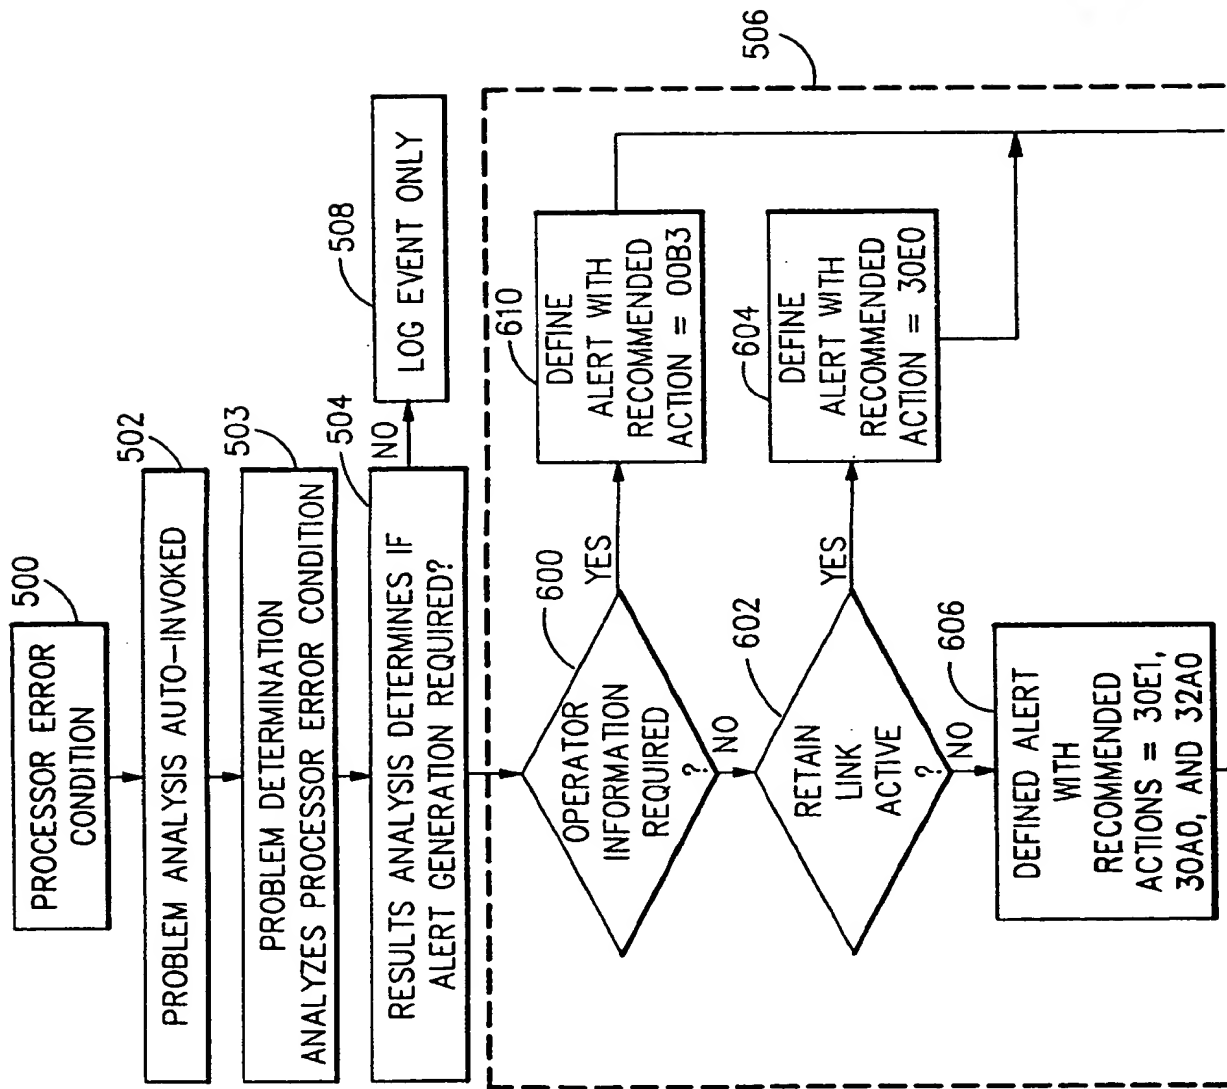 500
PROCESSOR ERROR
CONDITION
502
PROBLEM ANALYSIS AUTO-INVOKED
503
PROBLEM DETERMINATION
ANALYZES PROCESSOR ERROR CONDITION
504
RESULTS ANALYSIS DETERMINES IF
ALERT GENERATION REQUIRED?
NO
508
LOG EVENT ONLY
506
600
OPERATOR
INFORMATION
REQUIRED
?
YES
610
DEFINE
ALERT WITH
RECOMMENDED
ACTION = 00B3
NO
602
RETAIN
LINK
ACTIVE
?
YES
604
DEFINE
ALERT WITH
RECOMMENDED
ACTION = 30E0
NO
606
DEFINED ALERT
WITH
RECOMMENDED
ACTIONS = 30E1,
30A0, AND 32A0